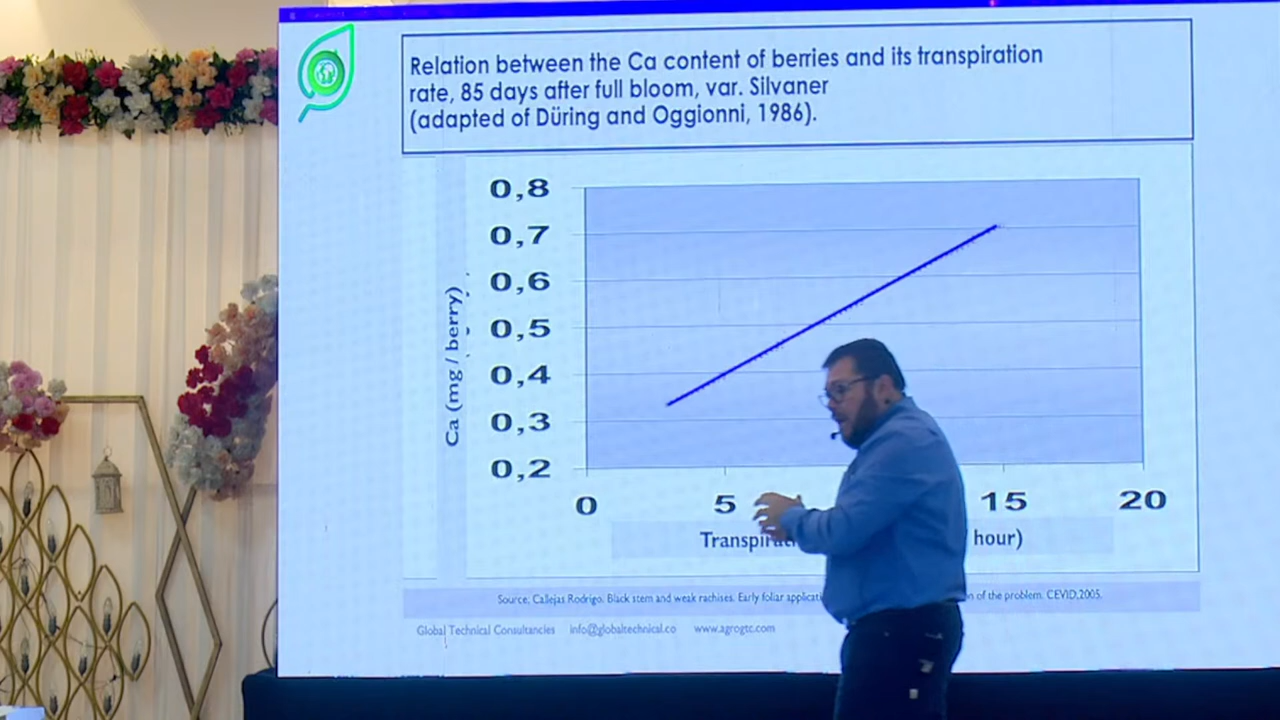 Relation between the Ca content of berries and its transpiration
rate, 85 days after full bloom, var. Silvaner
(adapted of Düring and Oggionni, 1986).
0,8
0,7
0,6
0,5
0,4
0,3
0,2
Ca (mg / berry)
0 5 15 20
hour)
Source. Callejas Rodrigo. Black stem and weak rachises. Early foliar of the problem. CEVID,2005.
Global Technical Consultancies info@globaltechnical.co www.agrogtc.com